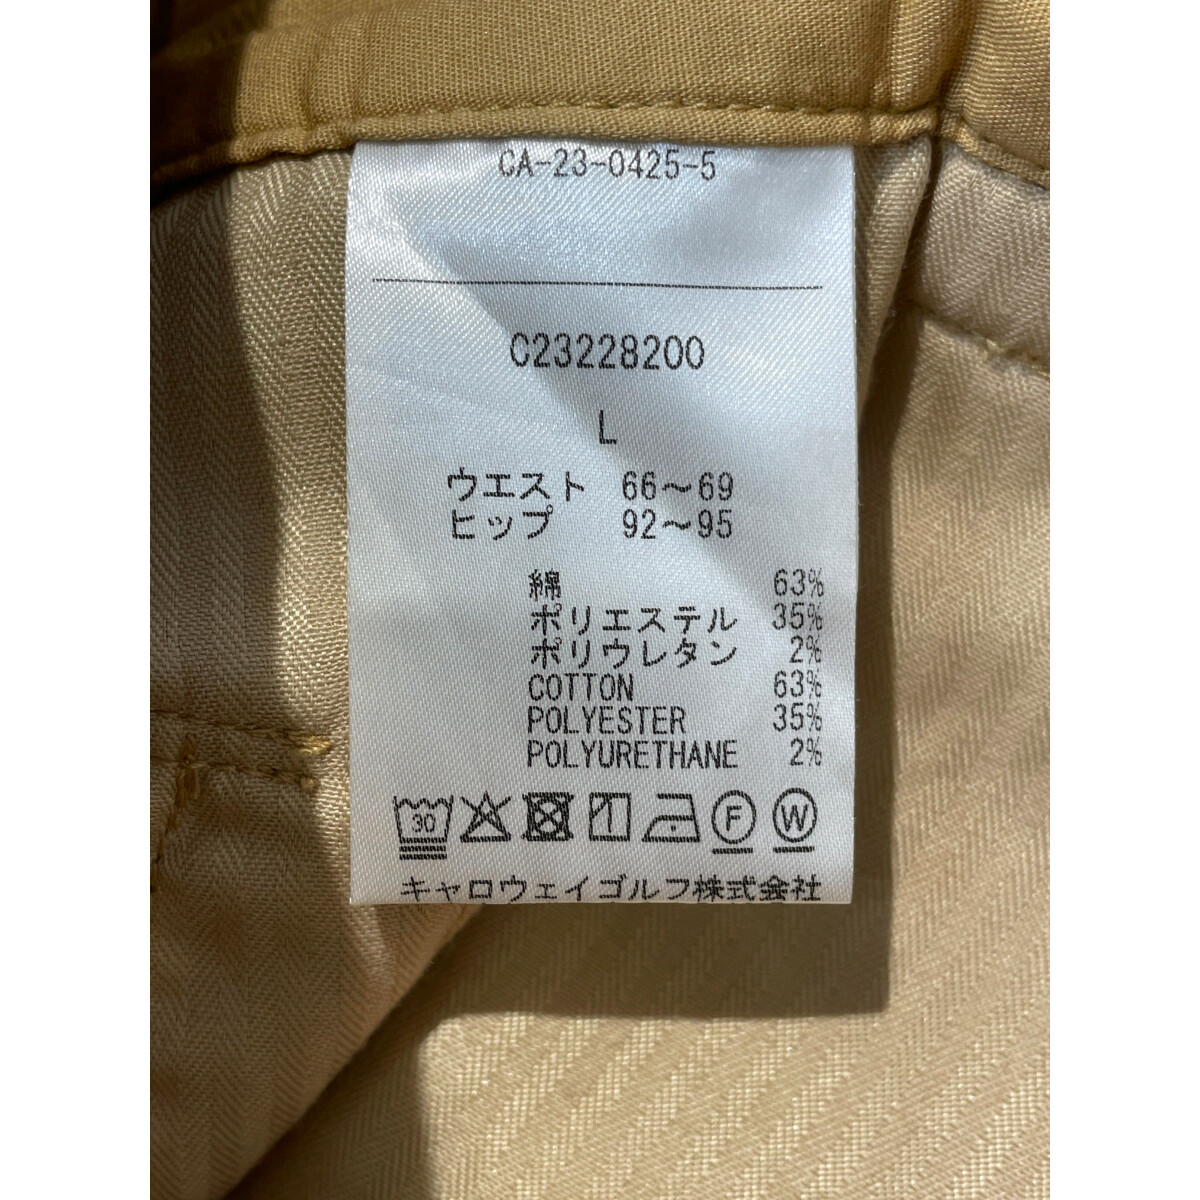 CA-23-0425-5
C23228200
L
ウエスト 66～69
ヒップ 92～95
綿 63%
ポリエステル 35%
ポリウレタン 2%
COTTON 63%
POLYESTER 35%
POLYURETHANE 2%
30 F W
キャロウェイゴルフ株式会社